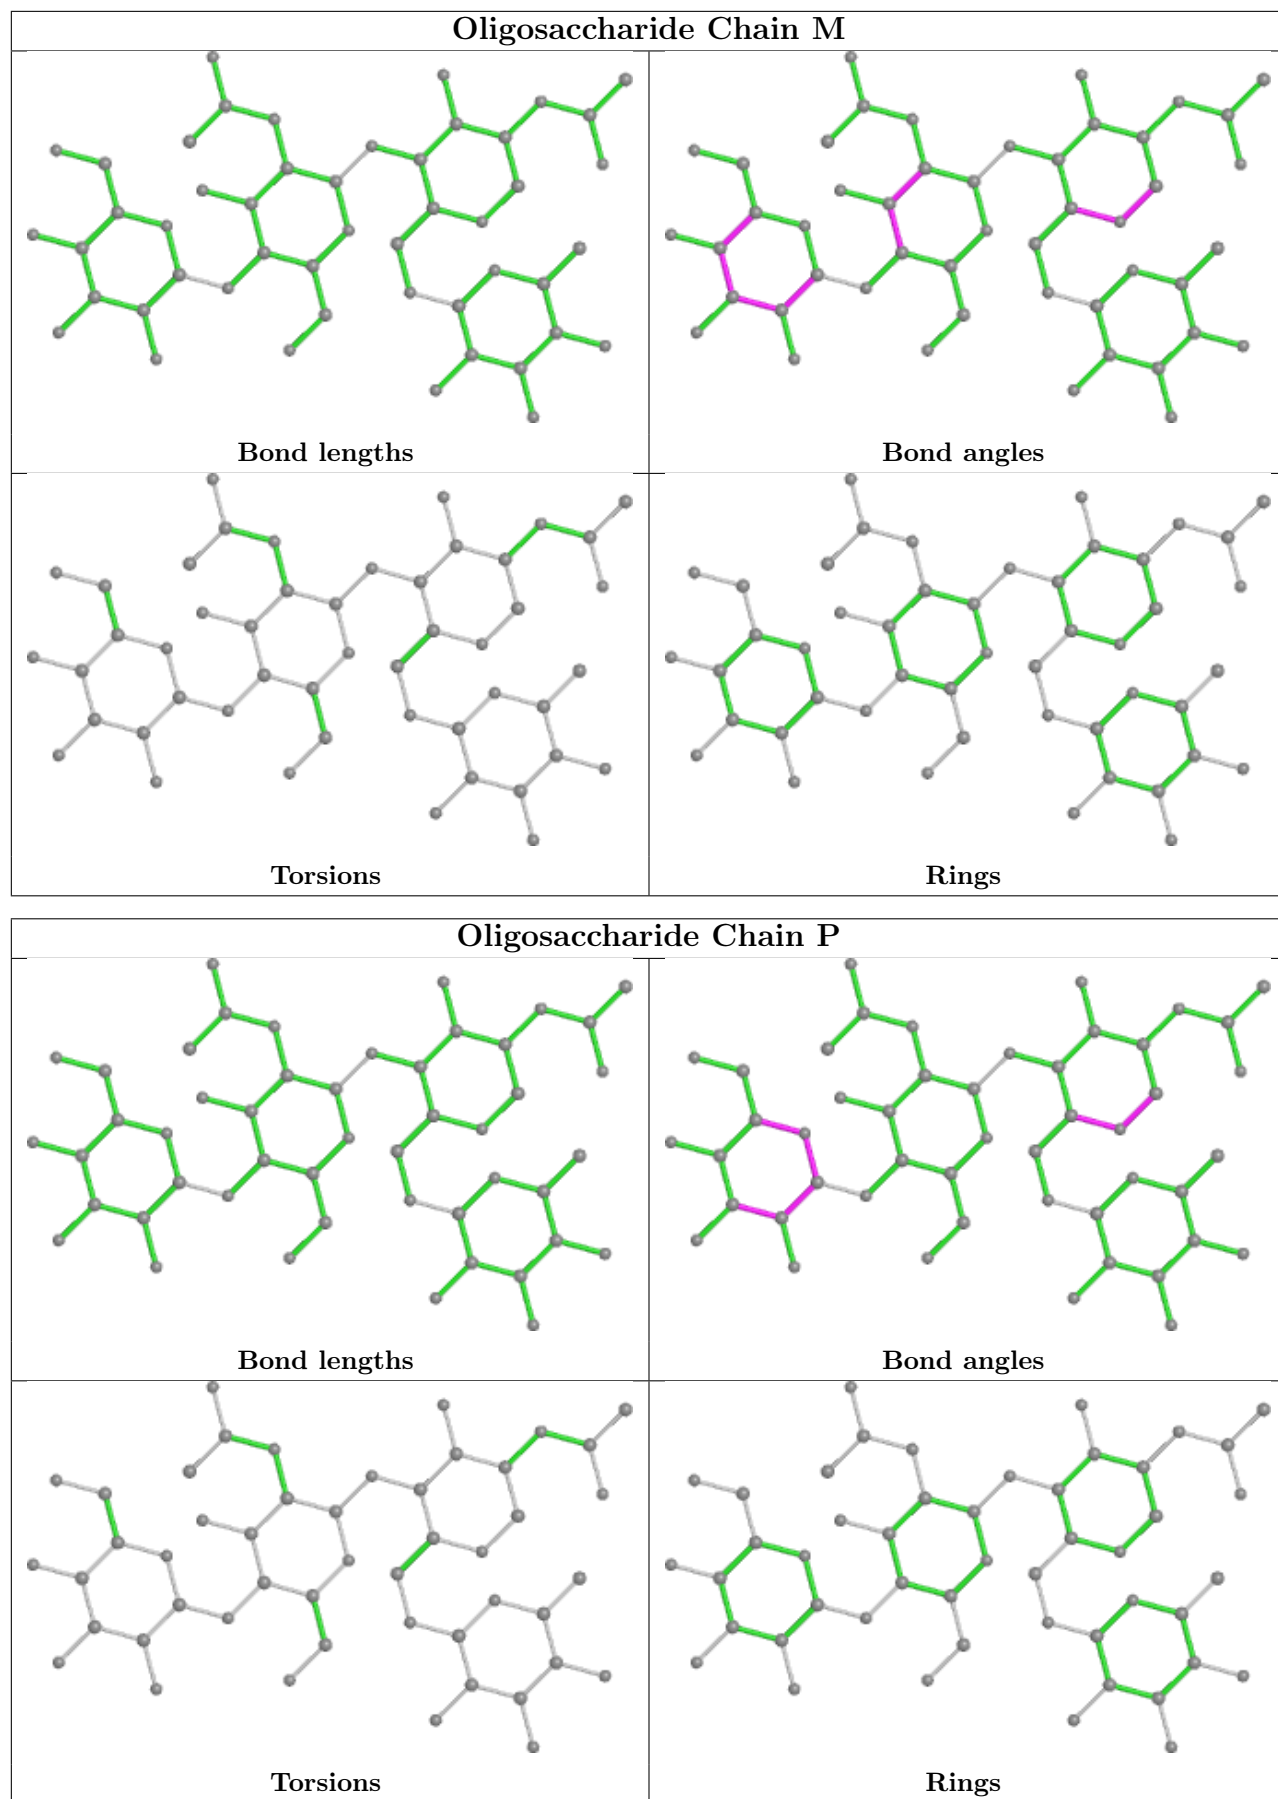 Oligosaccharide Chain M
Bond lengths
Bond angles
Torsions
Rings
Oligosaccharide Chain P
Bond lengths
Bond angles
Torsions
Rings